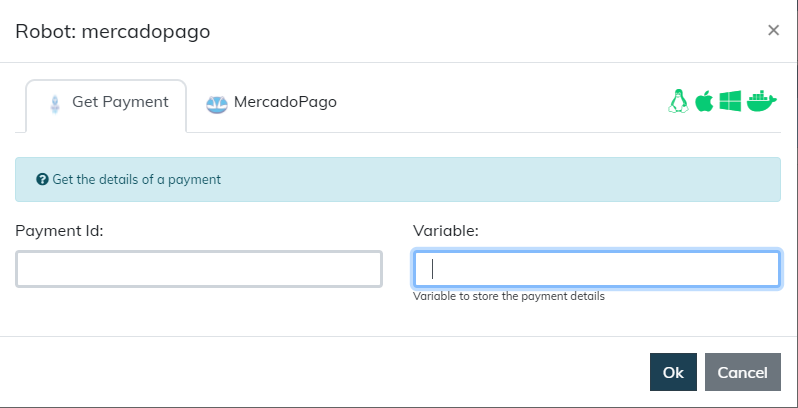 Robot: mercadopago
×
Get Payment
MercadoPago
Get the details of a payment
Payment Id:
Variable:
Variable to store the payment details
Ok
Cancel